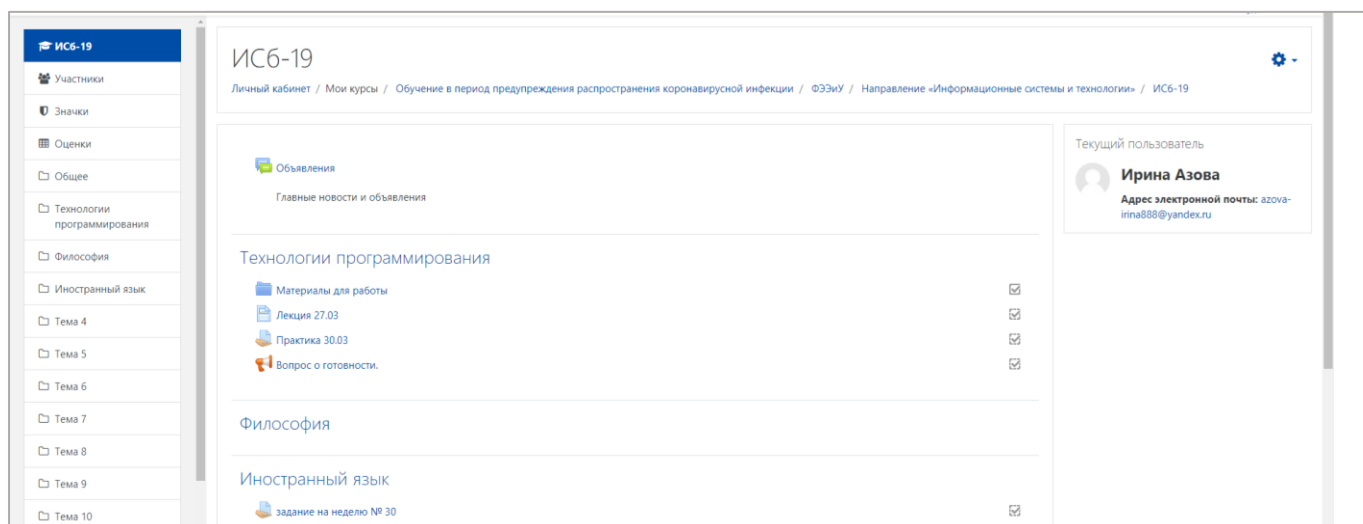 ИСб-19
Участники
Значки
Оценки
Общее
Технологии
программирования
Философия
Иностранный язык
Тема 4
Тема 5
Тема 6
Тема 7
Тема 8
Тема 9
Тема 10
ИСб-19
Личный кабинет / Мои курсы / Обучение в период предупреждения распространения коронавирусной инфекции / ФЭЭиУ / Направление «Информационные системы и технологии» / ИСб-19
Объявления
Главные новости и объявления
Технологии программирования
Материалы для работы
Лекция 27.03
Практика 30.03
Вопрос о готовности.
Философия
Иностранный язык
задание на неделю № 30
Текущий пользователь
Ирина Азова
Адрес электронной почты: azova-
irina888@yandex.ru